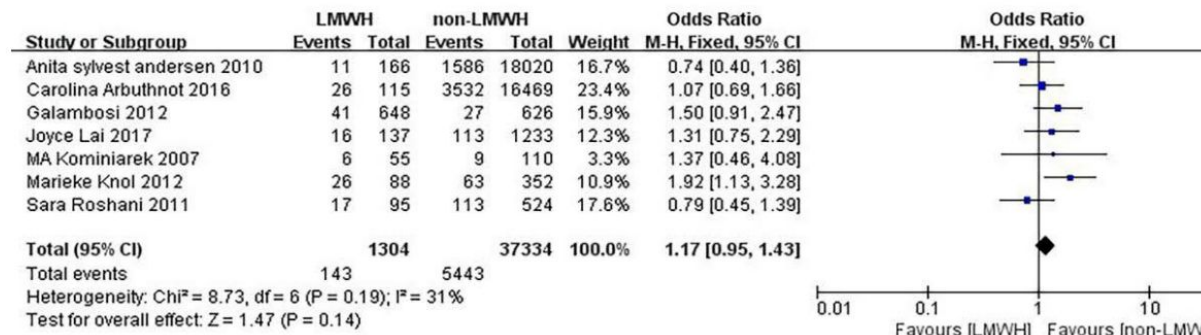 LMWH non-LMWH Odds Ratio Odds Ratio
Study or Subgroup Events Total Events Total Weight M-H, Fixed, 95% CI M-H, Fixed, 95% CI
Anita sylvest andersen 2010 11 166 1586 18020 16.7% 0.74 [0.40, 1.36]
Carolina Arbuthnot 2016 26 115 3532 16469 23.4% 1.07 [0.69, 1.66]
Galambosi 2012 41 648 27 626 15.9% 1.50 [0.91, 2.47]
Joyce Lai 2017 16 137 113 1233 12.3% 1.31 [0.75, 2.29]
MA Kominiarek 2007 6 55 9 110 3.3% 1.37 [0.46, 4.08]
Marieke Knol 2012 26 88 63 352 10.9% 1.92 [1.13, 3.28]
Sara Roshani 2011 17 95 113 524 17.6% 0.79 [0.45, 1.39]
Total (95% CI) 1304 37334 100.0% 1.17 [0.95, 1.43]
Total events 143 5443
Heterogeneity: Chi² = 8.73, df = 6 (P = 0.19); I² = 31%
Test for overall effect: Z = 1.47 (P = 0.14)
0.01 0.1 1 10
Favours [LMWH] Favours [non-LMW